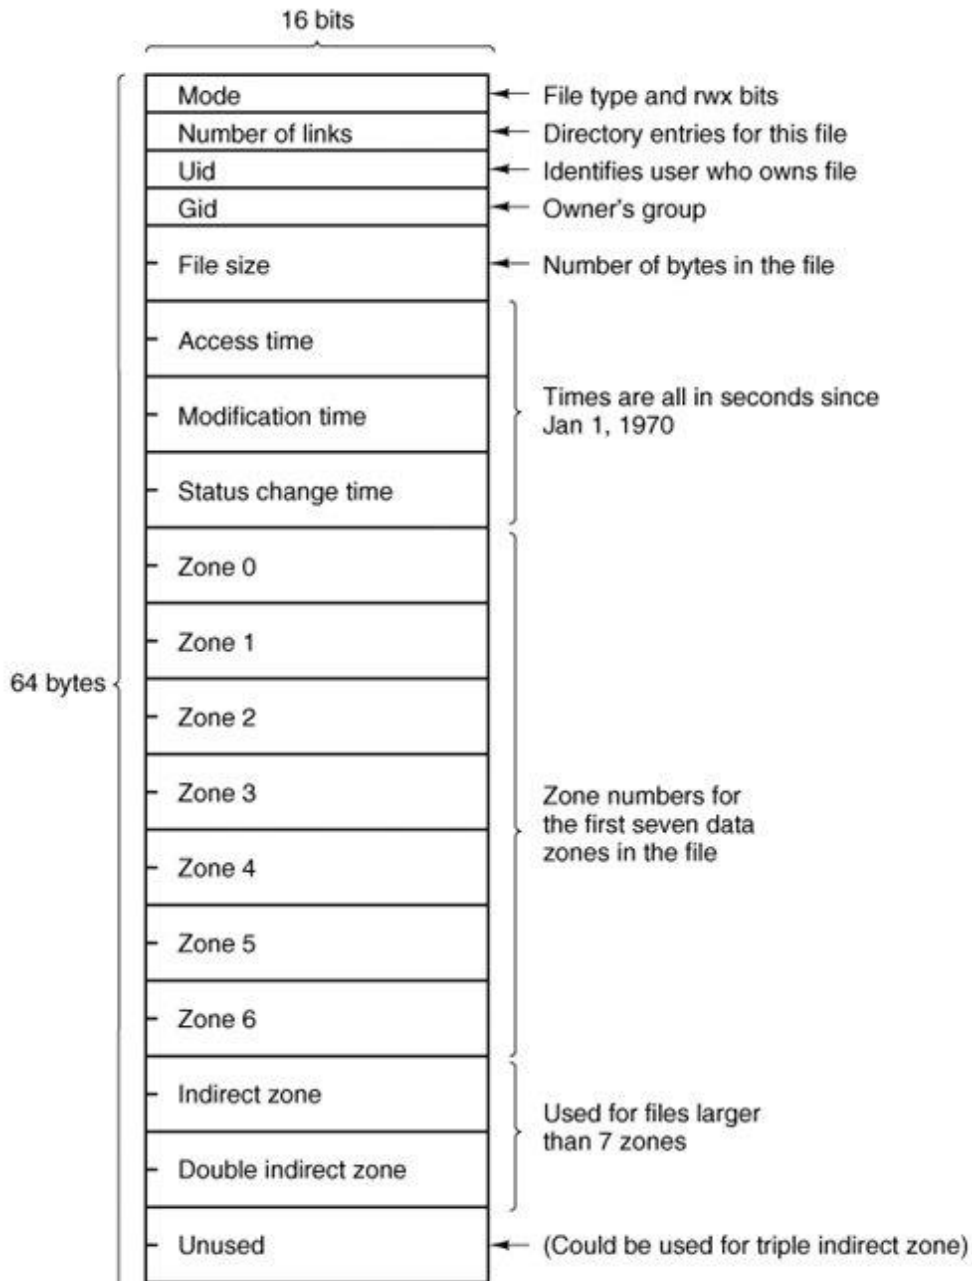 16 bits
Mode
File type and rwx bits
Number of links
Directory entries for this file
Uid
Identifies user who owns file
Gid
Owner's group
File size
Number of bytes in the file
Access time
Modification time
Status change time
Times are all in seconds since
Jan 1, 1970
64 bytes
Zone 0
Zone 1
Zone 2
Zone 3
Zone 4
Zone 5
Zone 6
Zone numbers for
the first seven data
zones in the file
Indirect zone
Double indirect zone
Used for files larger
than 7 zones
Unused
(Could be used for triple indirect zone)